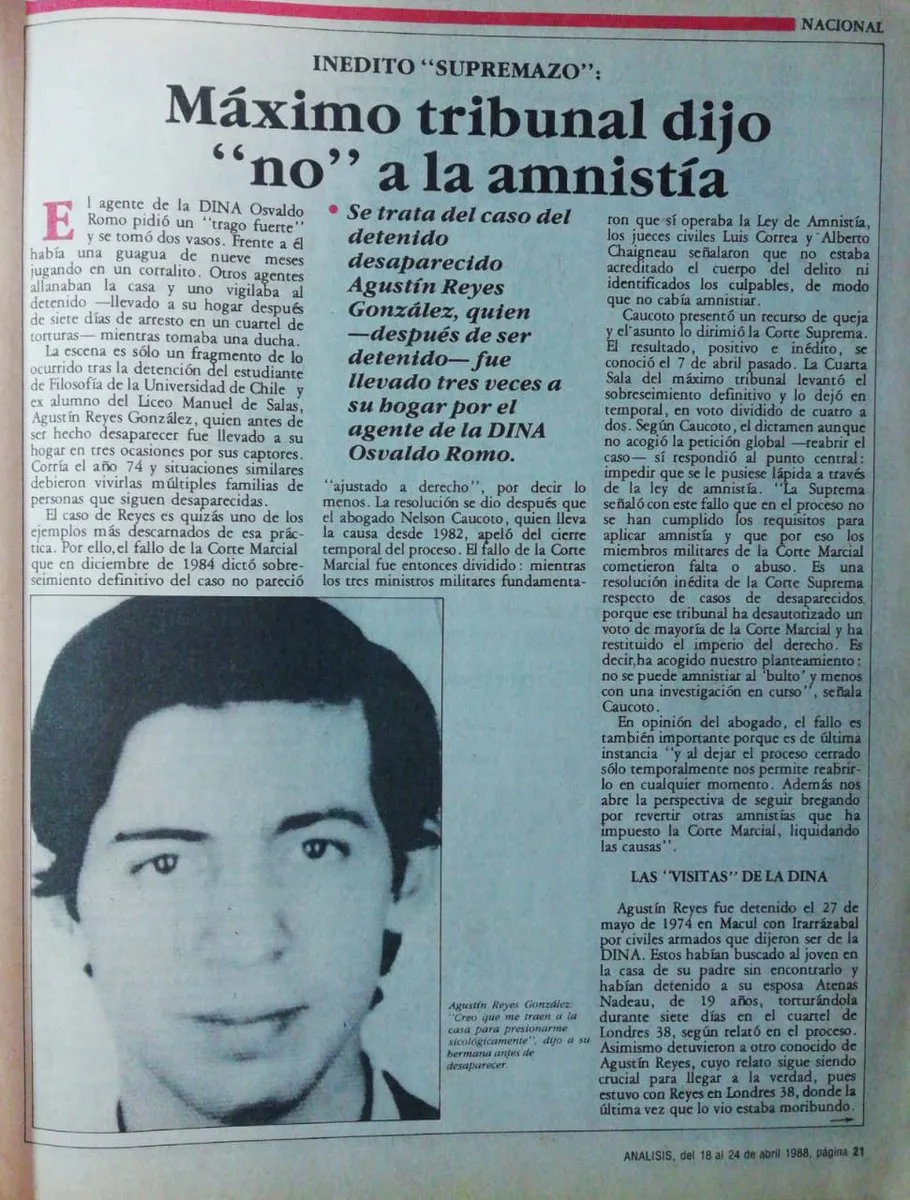 NACIONAL
INEDITO "SUPREMAZO":
Máximo tribunal dijo
"no" a la amnistía
El agente de la DINA Osvaldo
Romo pidió un "trago fuerte"
y se tomó dos vasos. Frente a él
había una guagua de nueve meses
jugando en un corralito. Otros agentes
allanaban la casa y uno vigilaba al
detenido —llevado a su hogar después
de siete días de arresto en un cuartel de
torturas— mientras tomaba una ducha.
La escena es sólo un fragmento de lo
ocurrido tras la detención del estudiante
de Filosofía de la Universidad de Chile y
ex alumno del Liceo Manuel de Salas,
Agustín Reyes González, quien antes de
ser hecho desaparecer fue llevado a su
hogar en tres ocasiones por sus captores.
Corría el año 74 y situaciones similares
debieron vivirlas múltiples familias de
personas que siguen desaparecidas.
El caso de Reyes es quizás uno de los
ejemplos más descarnados de esa prác-
tica. Por ello, el fallo de la Corte Marcial
que en diciembre de 1984 dictó sobre-
seimiento definitivo del caso no pareció
• Se trata del caso del
detenido
desaparecido
Agustín Reyes
González, quien
—después de ser
detenido— fue
llevado tres veces a
su hogar por el
agente de la DINA
Osvaldo Romo.
"ajustado a derecho", por decir lo
menos. La resolución se dio después que
el abogado Nelson Caucoto, quien lleva
la causa desde 1982, apeló del cierre
temporal del proceso. El fallo de la Corte
Marcial fue entonces dividido: mientras
los tres ministros militares fundamenta-
ron que sí operaba la Ley de Amnistía,
los jueces civiles Luis Correa y Alberto
Chaigneau señalaron que no estaba
acreditado el cuerpo del delito ni
identificados los culpables, de modo
que no cabía amnistiar.
Caucoto presentó un recurso de queja
y el asunto lo dirimió la Corte Suprema.
El resultado, positivo e inédito, se
conoció el 7 de abril pasado. La Cuarta
Sala del máximo tribunal levantó el
sobreseimiento definitivo y lo dejó en
temporal, en voto dividido de cuatro a
dos. Según Caucoto, el dictamen aunque
no acogió la petición global —reabrir el
caso— sí respondió al punto central:
impedir que se le pusiese lápida a través
de la ley de amnistía. "La Suprema
señaló con este fallo que en el proceso no
se han cumplido los requisitos para
aplicar amnistía y que por eso los
miembros militares de la Corte Marcial
cometieron falta o abuso. Es una
resolución inédita de la Corte Suprema
respecto de casos de desaparecidos
porque ese tribunal ha desautorizado un
voto de mayoría de la Corte Marcial y ha
restituido el imperio del derecho. Es
decir, ha acogido nuestro planteamiento:
no se puede amnistiar al 'bulto' y menos
con una investigación en curso", señala
Caucoto.
En opinión del abogado, el fallo es
también importante porque es de última
instancia "y al dejar el proceso cerrado
sólo temporalmente nos permite reabrir-
lo en cualquier momento. Además nos
abre la perspectiva de seguir bregando
por revertir otras amnistías que ha
impuesto la Corte Marcial, liquidando
las causas".
LAS "VISITAS" DE LA DINA
Agustín Reyes fue detenido el 27 de
mayo de 1974 en Macul con Irarrázabal
por civiles armados que dijeron ser de la
DINA. Estos habían buscado al joven en
la casa de su padre sin encontrarlo y
habían detenido a su esposa Atenas
Nadeau, de 19 años, torturándola
durante siete días en el cuartel de
Londres 38, según relató en el proceso.
Asimismo detuvieron a otro conocido de
Agustín Reyes, cuyo relato sigue siendo
crucial para llegar a la verdad, pues
estuvo con Reyes en Londres 38, donde la
última vez que lo vio estaba moribundo.
Agustín Reyes González:
"Creo que me traen a la
casa para presionarme
sicológicamente", dijo a su
hermana antes de
desaparecer.
ANALISIS, del 18 al 24 de abril 1988, página 21